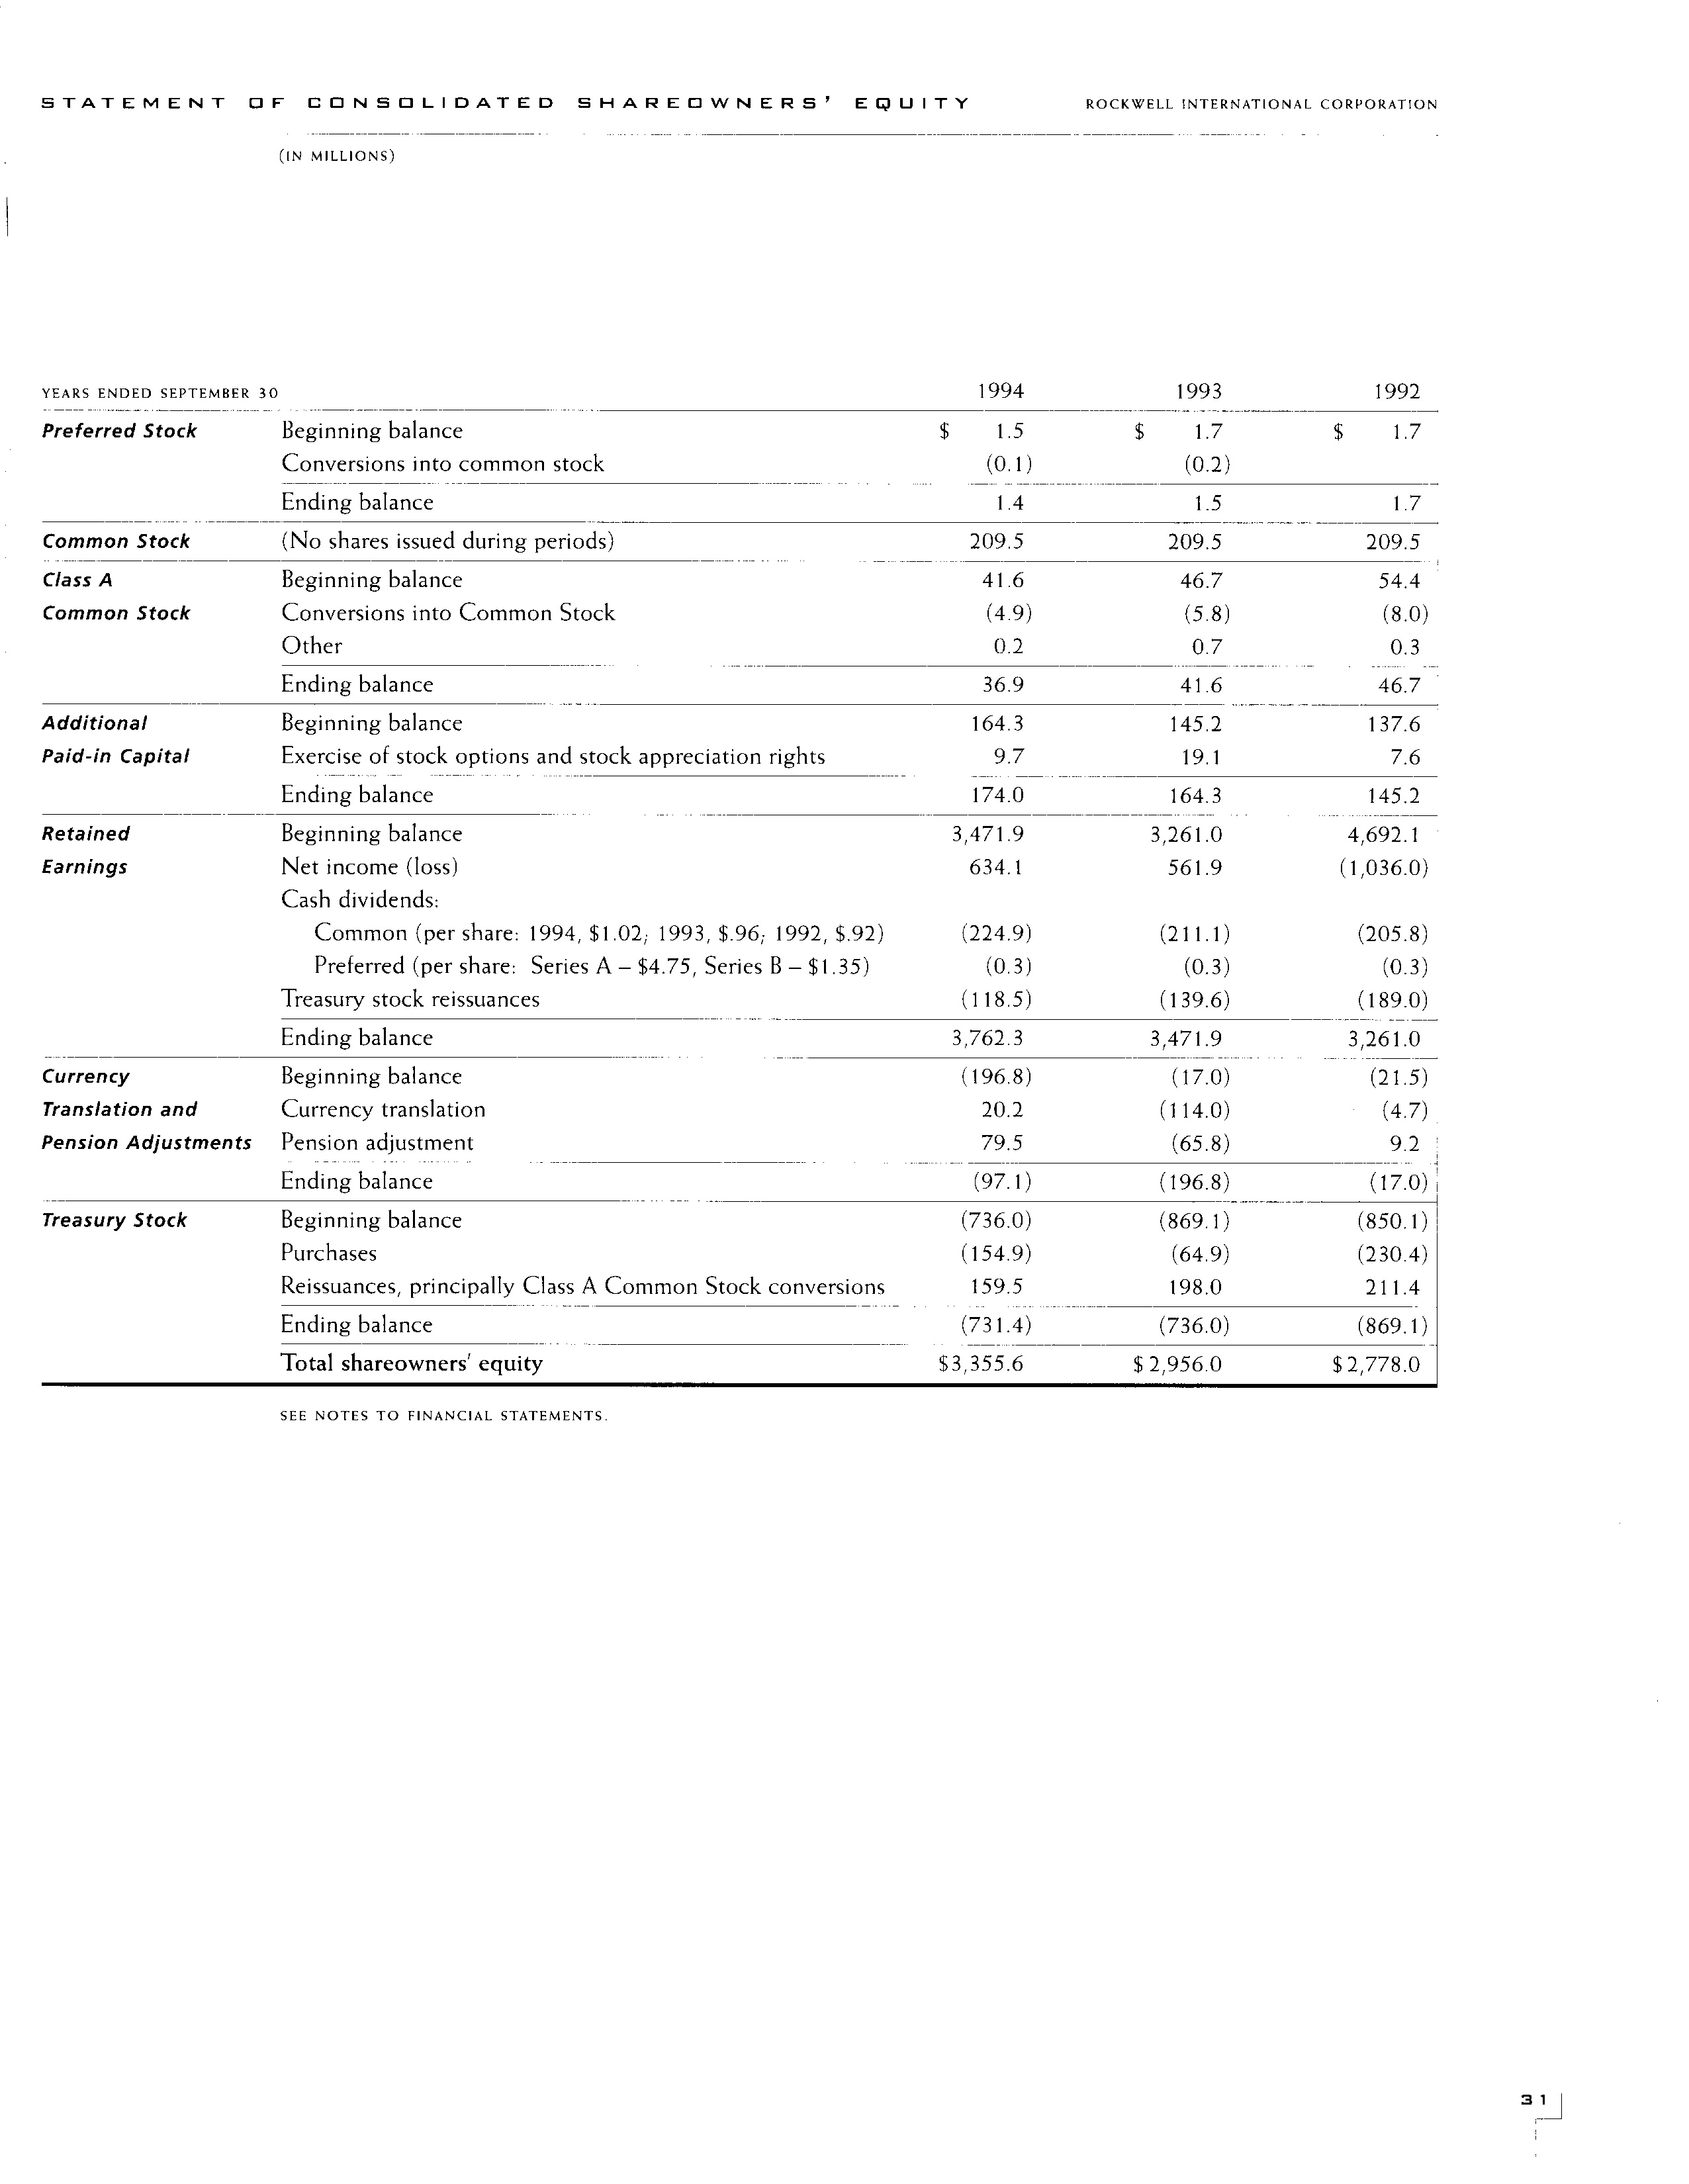 STATEMENT OF CONSOLIDATED SHAREOWNERS' EQUITY ROCKWELL INTERNATIONAL CORPORATION
(IN MILLIONS)
YEARS ENDED SEPTEMBER 30 1994 1993 1992
Preferred Stock Beginning balance $ 1.5 $ 1.7 $ 1.7
Conversions into common stock (0.1) (0.2)
Ending balance 1.4 1.5 1.7
Common Stock (No shares issued during periods) 209.5 209.5 209.5
Class A Beginning balance 41.6 46.7 54.4
Common Stock Conversions into Common Stock (4.9) (5.8) (8.0)
Other 0.2 0.7 0.3
Ending balance 36.9 41.6 46.7
Additional Beginning balance 164.3 145.2 137.6
Paid-in Capital Exercise of stock options and stock appreciation rights 9.7 19.1 7.6
Ending balance 174.0 164.3 145.2
Retained Beginning balance 3,471.9 3,261.0 4,692.1
Earnings Net income (loss) 634.1 561.9 (1,036.0)
Cash dividends:
Common (per share: 1994, $1.02; 1993, $.96; 1992, $.92) (224.9) (211.1) (205.8)
Preferred (per share: Series A – $4.75, Series B – $1.35) (0.3) (0.3) (0.3)
Treasury stock reissuances (118.5) (139.6) (189.0)
Ending balance 3,762.3 3,471.9 3,261.0
Currency Beginning balance (196.8) (17.0) (21.5)
Translation and Currency translation 20.2 (114.0) (4.7)
Pension Adjustments Pension adjustment 79.5 (65.8) 9.2
Ending balance (97.1) (196.8) (17.0)
Treasury Stock Beginning balance (736.0) (869.1) (850.1)
Purchases (154.9) (64.9) (230.4)
Reissuances, principally Class A Common Stock conversions 159.5 198.0 211.4
Ending balance (731.4) (736.0) (869.1)
Total shareowners' equity $3,355.6 $2,956.0 $2,778.0
SEE NOTES TO FINANCIAL STATEMENTS.
31